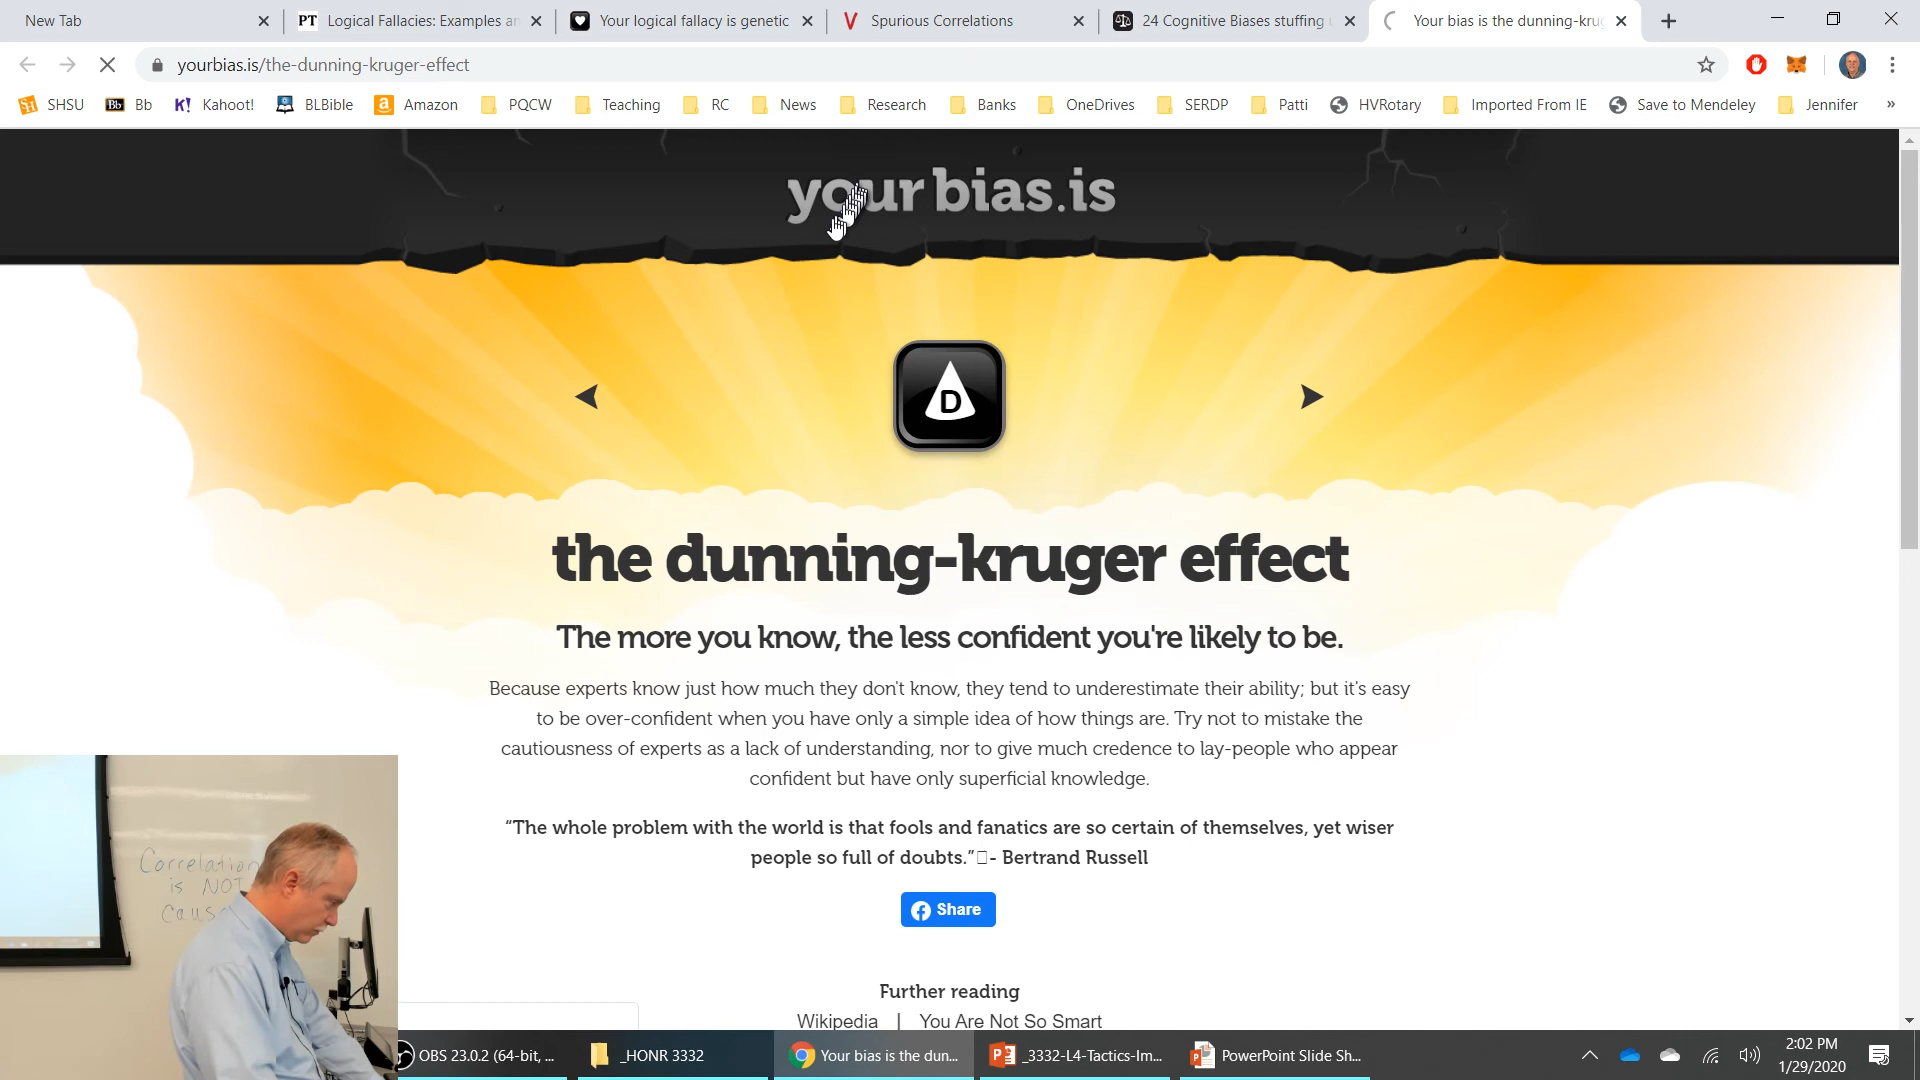 New Tab
PT Logical Fallacies: Examples an
Your logical fallacy is genetic
Spurious Correlations
24 Cognitive Biases stuffing u
Your bias is the dunning-krug
yourbias.is/the-dunning-kruger-effect
SHSU
Bb Bb
K! Kahoot!
BLBible
a Amazon
PQCW
Teaching
RC
News
Research
Banks
OneDrives
SERDP
Patti
HVRotary
Imported From IE
Save to Mendeley
Jennifer
»
your bias.is
D
the dunning-kruger effect
The more you know, the less confident you're likely to be.
Because experts know just how much they don't know, they tend to underestimate their ability; but it's easy
to be over-confident when you have only a simple idea of how things are. Try not to mistake the
cautiousness of experts as a lack of understanding, nor to give much credence to lay-people who appear
confident but have only superficial knowledge.
“The whole problem with the world is that fools and fanatics are so certain of themselves, yet wiser
people so full of doubts.” - Bertrand Russell
Share
Further reading
Wikipedia | You Are Not So Smart
Correlation
is NOT
Caus
OBS 23.0.2 (64-bit, ...
_HONR 3332
Your bias is the dun...
_3332-L4-Tactics-Im...
PowerPoint Slide Sh...
2:02 PM
1/29/2020